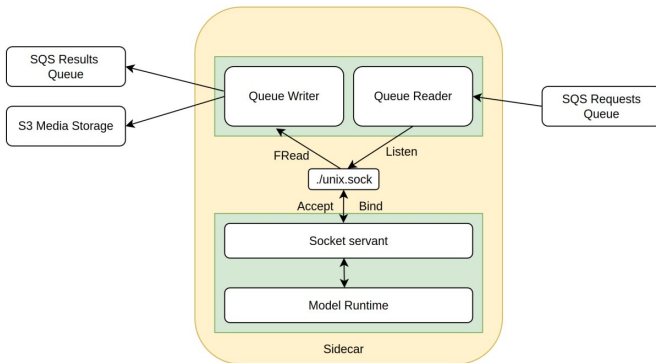 SQS Results
Queue
S3 Media Storage
Queue Writer
Queue Reader
SQS Requests
Queue
FRead
Listen
./unix.sock
Accept
Bind
Socket servant
Model Runtime
Sidecar